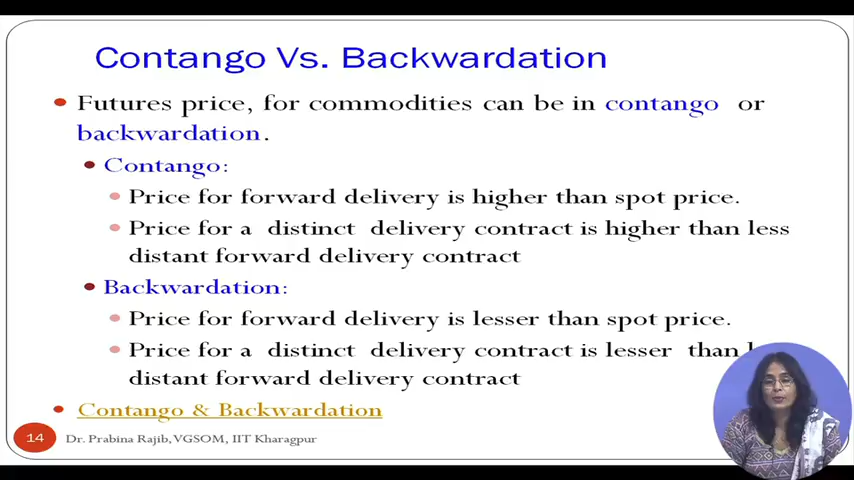 Contango Vs. Backwardation
Futures price, for commodities can be in contango or
backwardation.
Contango:
Price for forward delivery is higher than spot price.
Price for a distinct delivery contract is higher than less
distant forward delivery contract
Backwardation:
Price for forward delivery is lesser than spot price.
Price for a distinct delivery contract is lesser than
distant forward delivery contract
Contango & Backwardation
14 Dr. Prabina Rajib, VGSOM, IIT Kharagpur